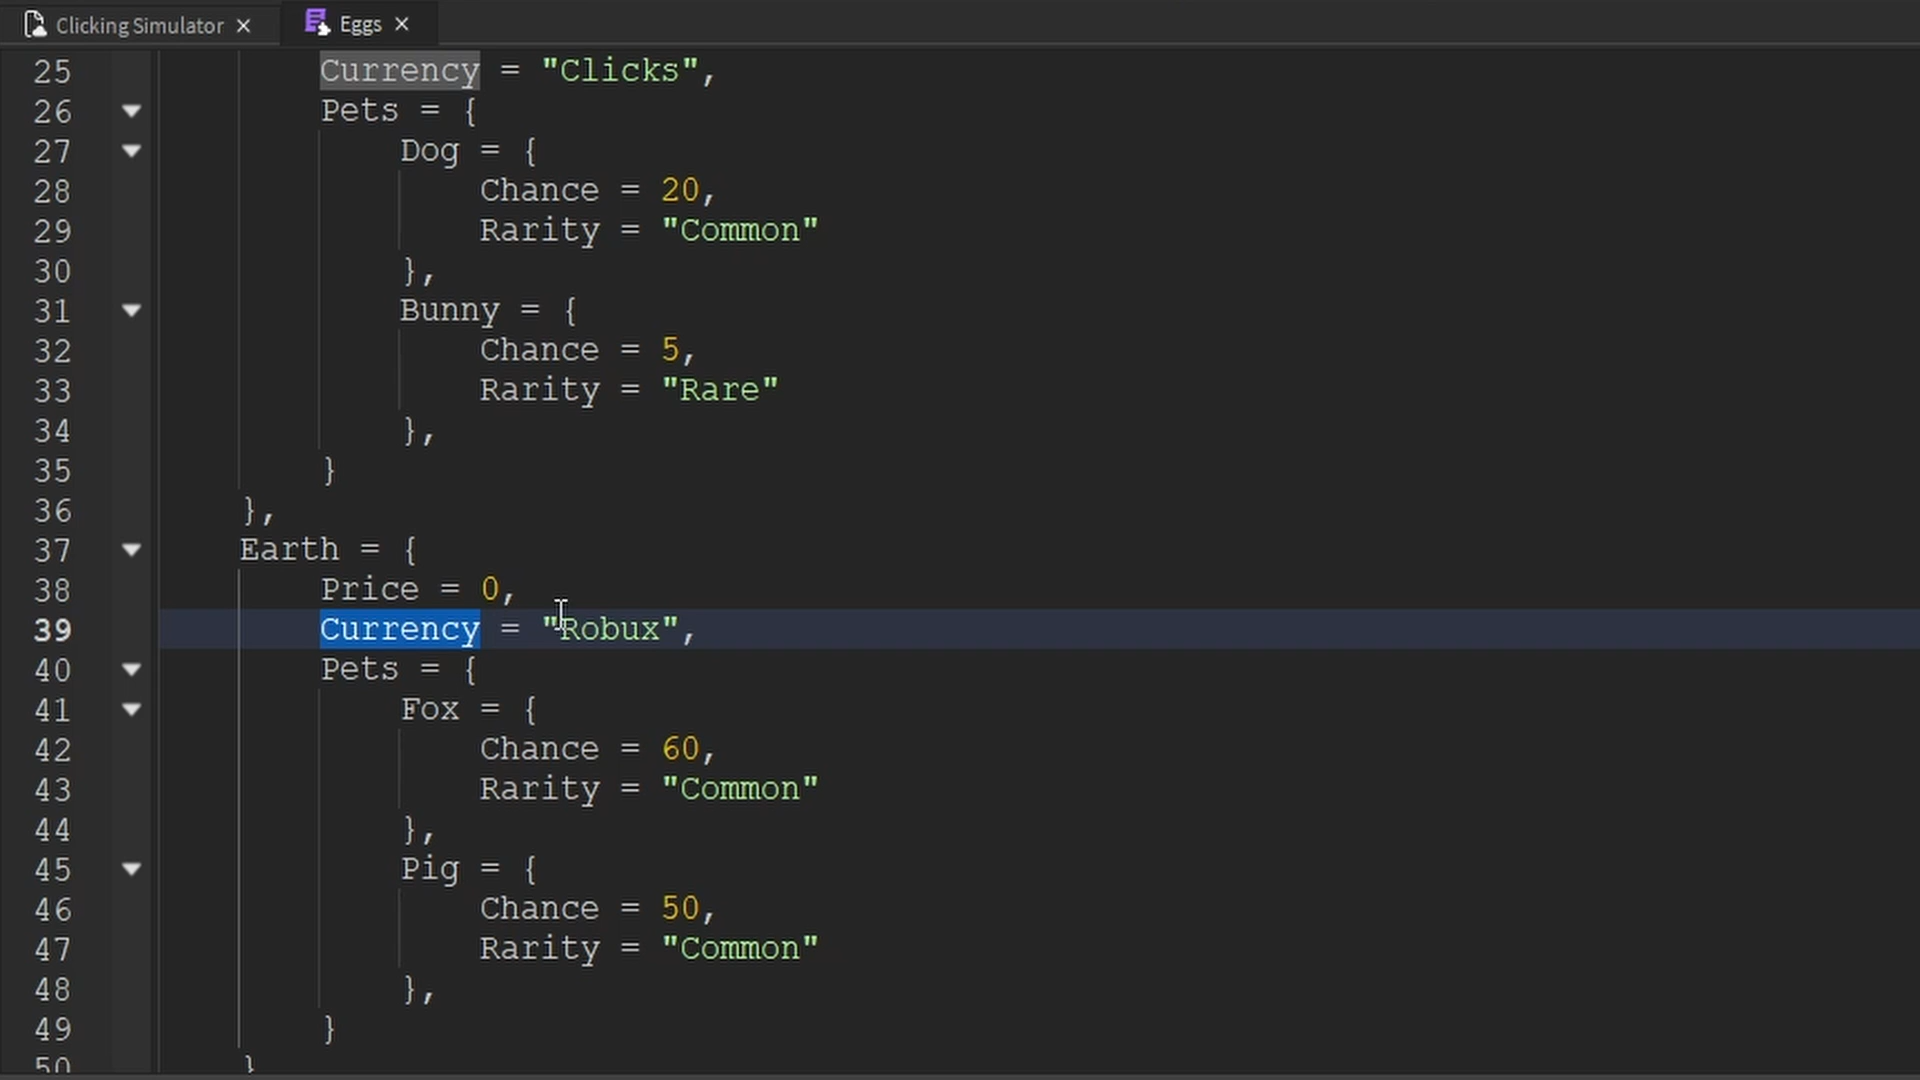 Clicking Simulator
Eggs
25 Currency = "Clicks",
26 Pets = {
27 Dog = {
28 Chance = 20,
29 Rarity = "Common"
30 },
31 Bunny = {
32 Chance = 5,
33 Rarity = "Rare"
34 },
35 }
36 },
37 Earth = {
38 Price = 0,
39 Currency = "Robux",
40 Pets = {
41 Fox = {
42 Chance = 60,
43 Rarity = "Common"
44 },
45 Pig = {
46 Chance = 50,
47 Rarity = "Common"
48 },
49 }
50 }